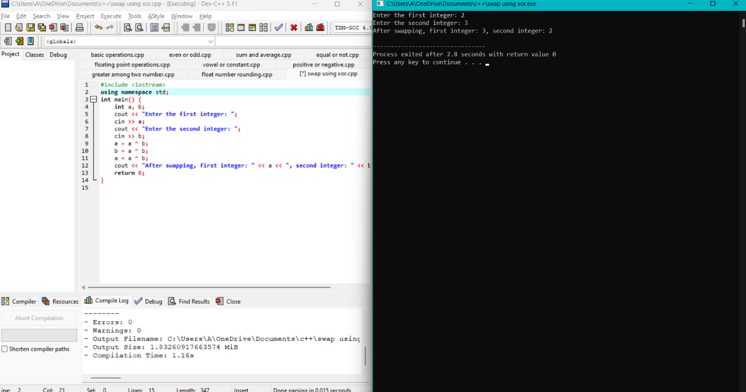 C:\Users\A\OneDrive\Documents\c++\swap using xor.cpp - [Executing] - Dev-C++ 5.11
File Edit Search View Project Execute Tools AStyle Window Help
TDM-GCC 4.
(globals)
Project Classes Debug
basic operations.cpp even or odd.cpp sum and average.cpp equal or not.cpp
floating point operations.cpp vowel or constant.cpp positive or negative.cpp
greater among two number.cpp float number rounding.cpp [*] swap using xor.cpp
1 #include <iostream>
2 using namespace std;
3 int main() {
4 int a, b;
5 cout << "Enter the first integer: ";
6 cin >> a;
7 cout << "Enter the second integer: ";
8 cin >> b;
9 a = a ^ b;
10 b = a ^ b;
11 a = a ^ b;
12 cout << "After swapping, first integer: " << a << ", second integer: " << b
13 return 0;
14 }
15
Compiler Resources Compile Log Debug Find Results Close
Abort Compilation
Shorten compiler paths
--------
- Errors: 0
- Warnings: 0
- Output Filename: C:\Users\A\OneDrive\Documents\c++\swap using
- Output Size: 1.83260917663574 MiB
- Compilation Time: 1.16s
Line: 2 Col: 21 Sel: 0 Lines: 15 Length: 347 Insert Done parsing in 0.015 seconds
C:\Users\A\OneDrive\Documents\c++\swap using xor.exe
Enter the first integer: 2
Enter the second integer: 3
After swapping, first integer: 3, second integer: 2
--------------------------------
Process exited after 2.8 seconds with return value 0
Press any key to continue . . .